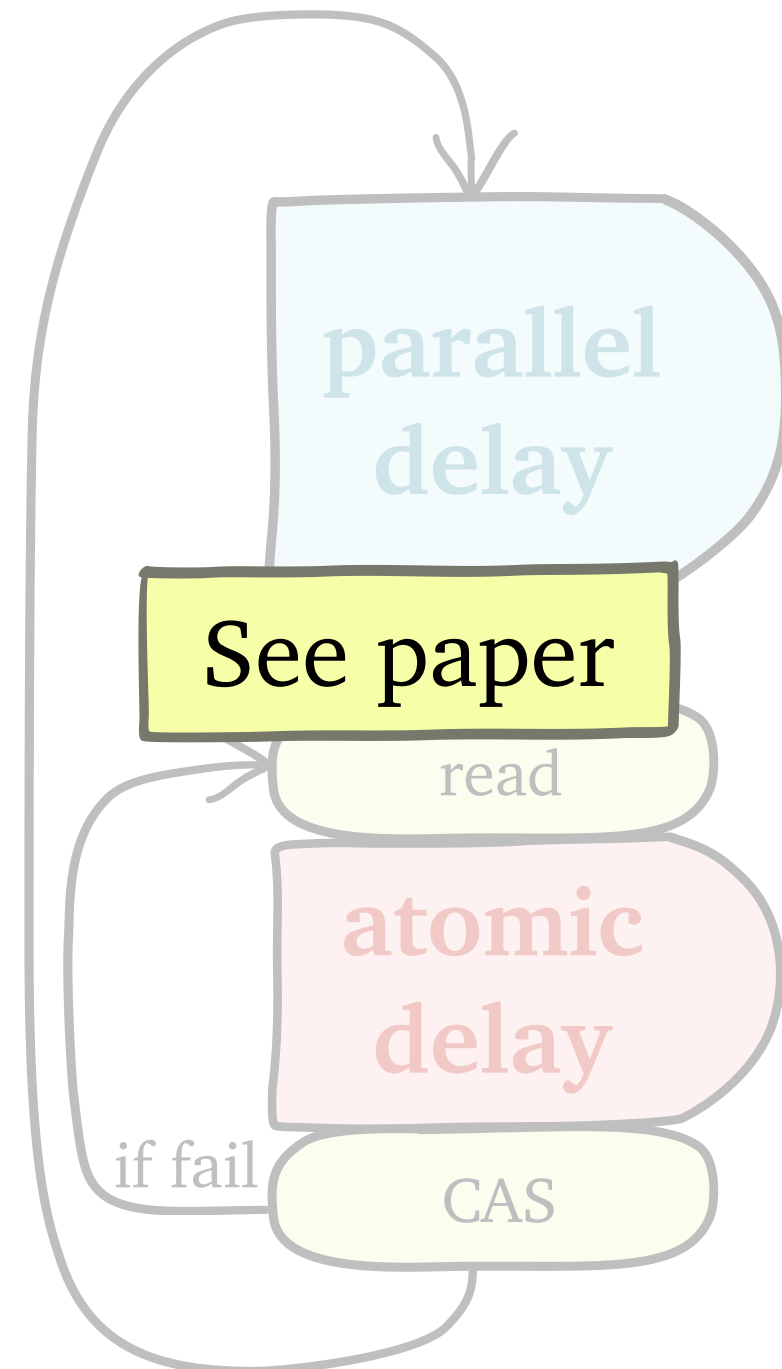 parallel
delay
See paper
read
atomic
delay
if fail
CAS